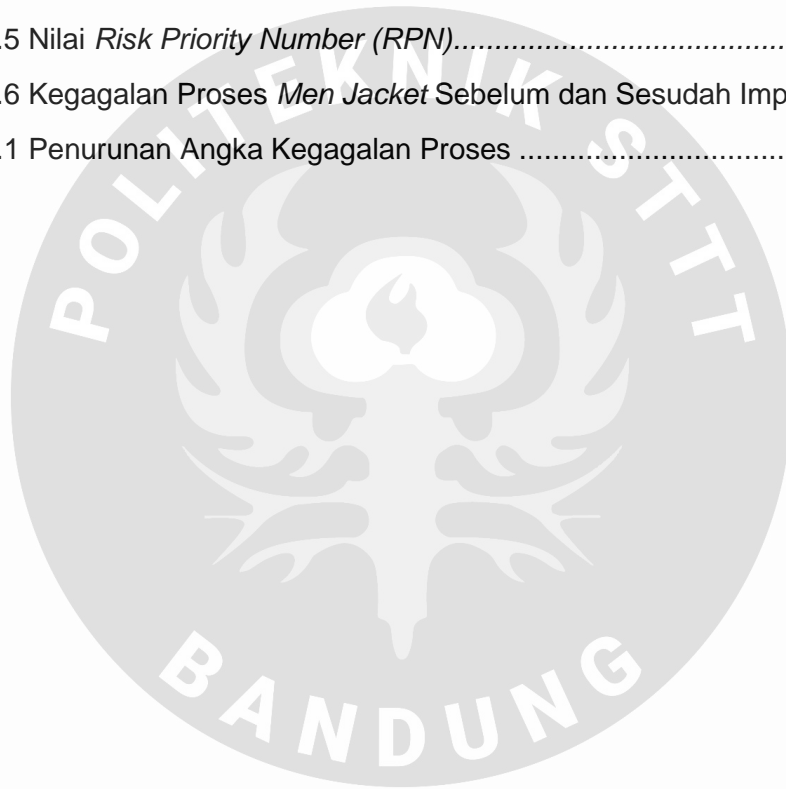 .5 Nilai Risk Priority Number (RPN)........................................
.6 Kegagalan Proses Men Jacket Sebelum dan Sesudah Imp
.1 Penurunan Angka Kegagalan Proses ................................
POLITEKNIK STTT
BANDUNG